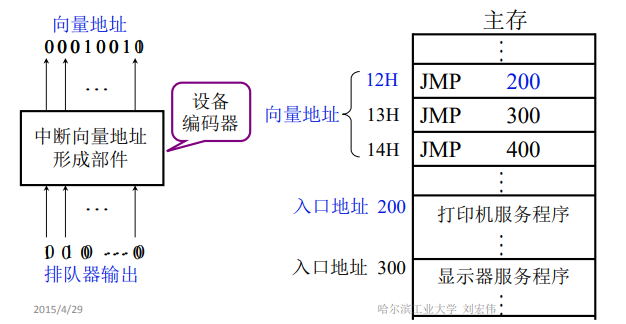 向量地址
00010010
…
设备
编码器
中断向量地址
形成部件
…
排队器输出
主存
⋮
向量地址
12H JMP 200
13H JMP 300
14H JMP 400
⋮
入口地址 200
打印机服务程序
⋮
入口地址 300
显示器服务程序
⋮
2015/4/29
哈尔滨工业大学 刘宏伟